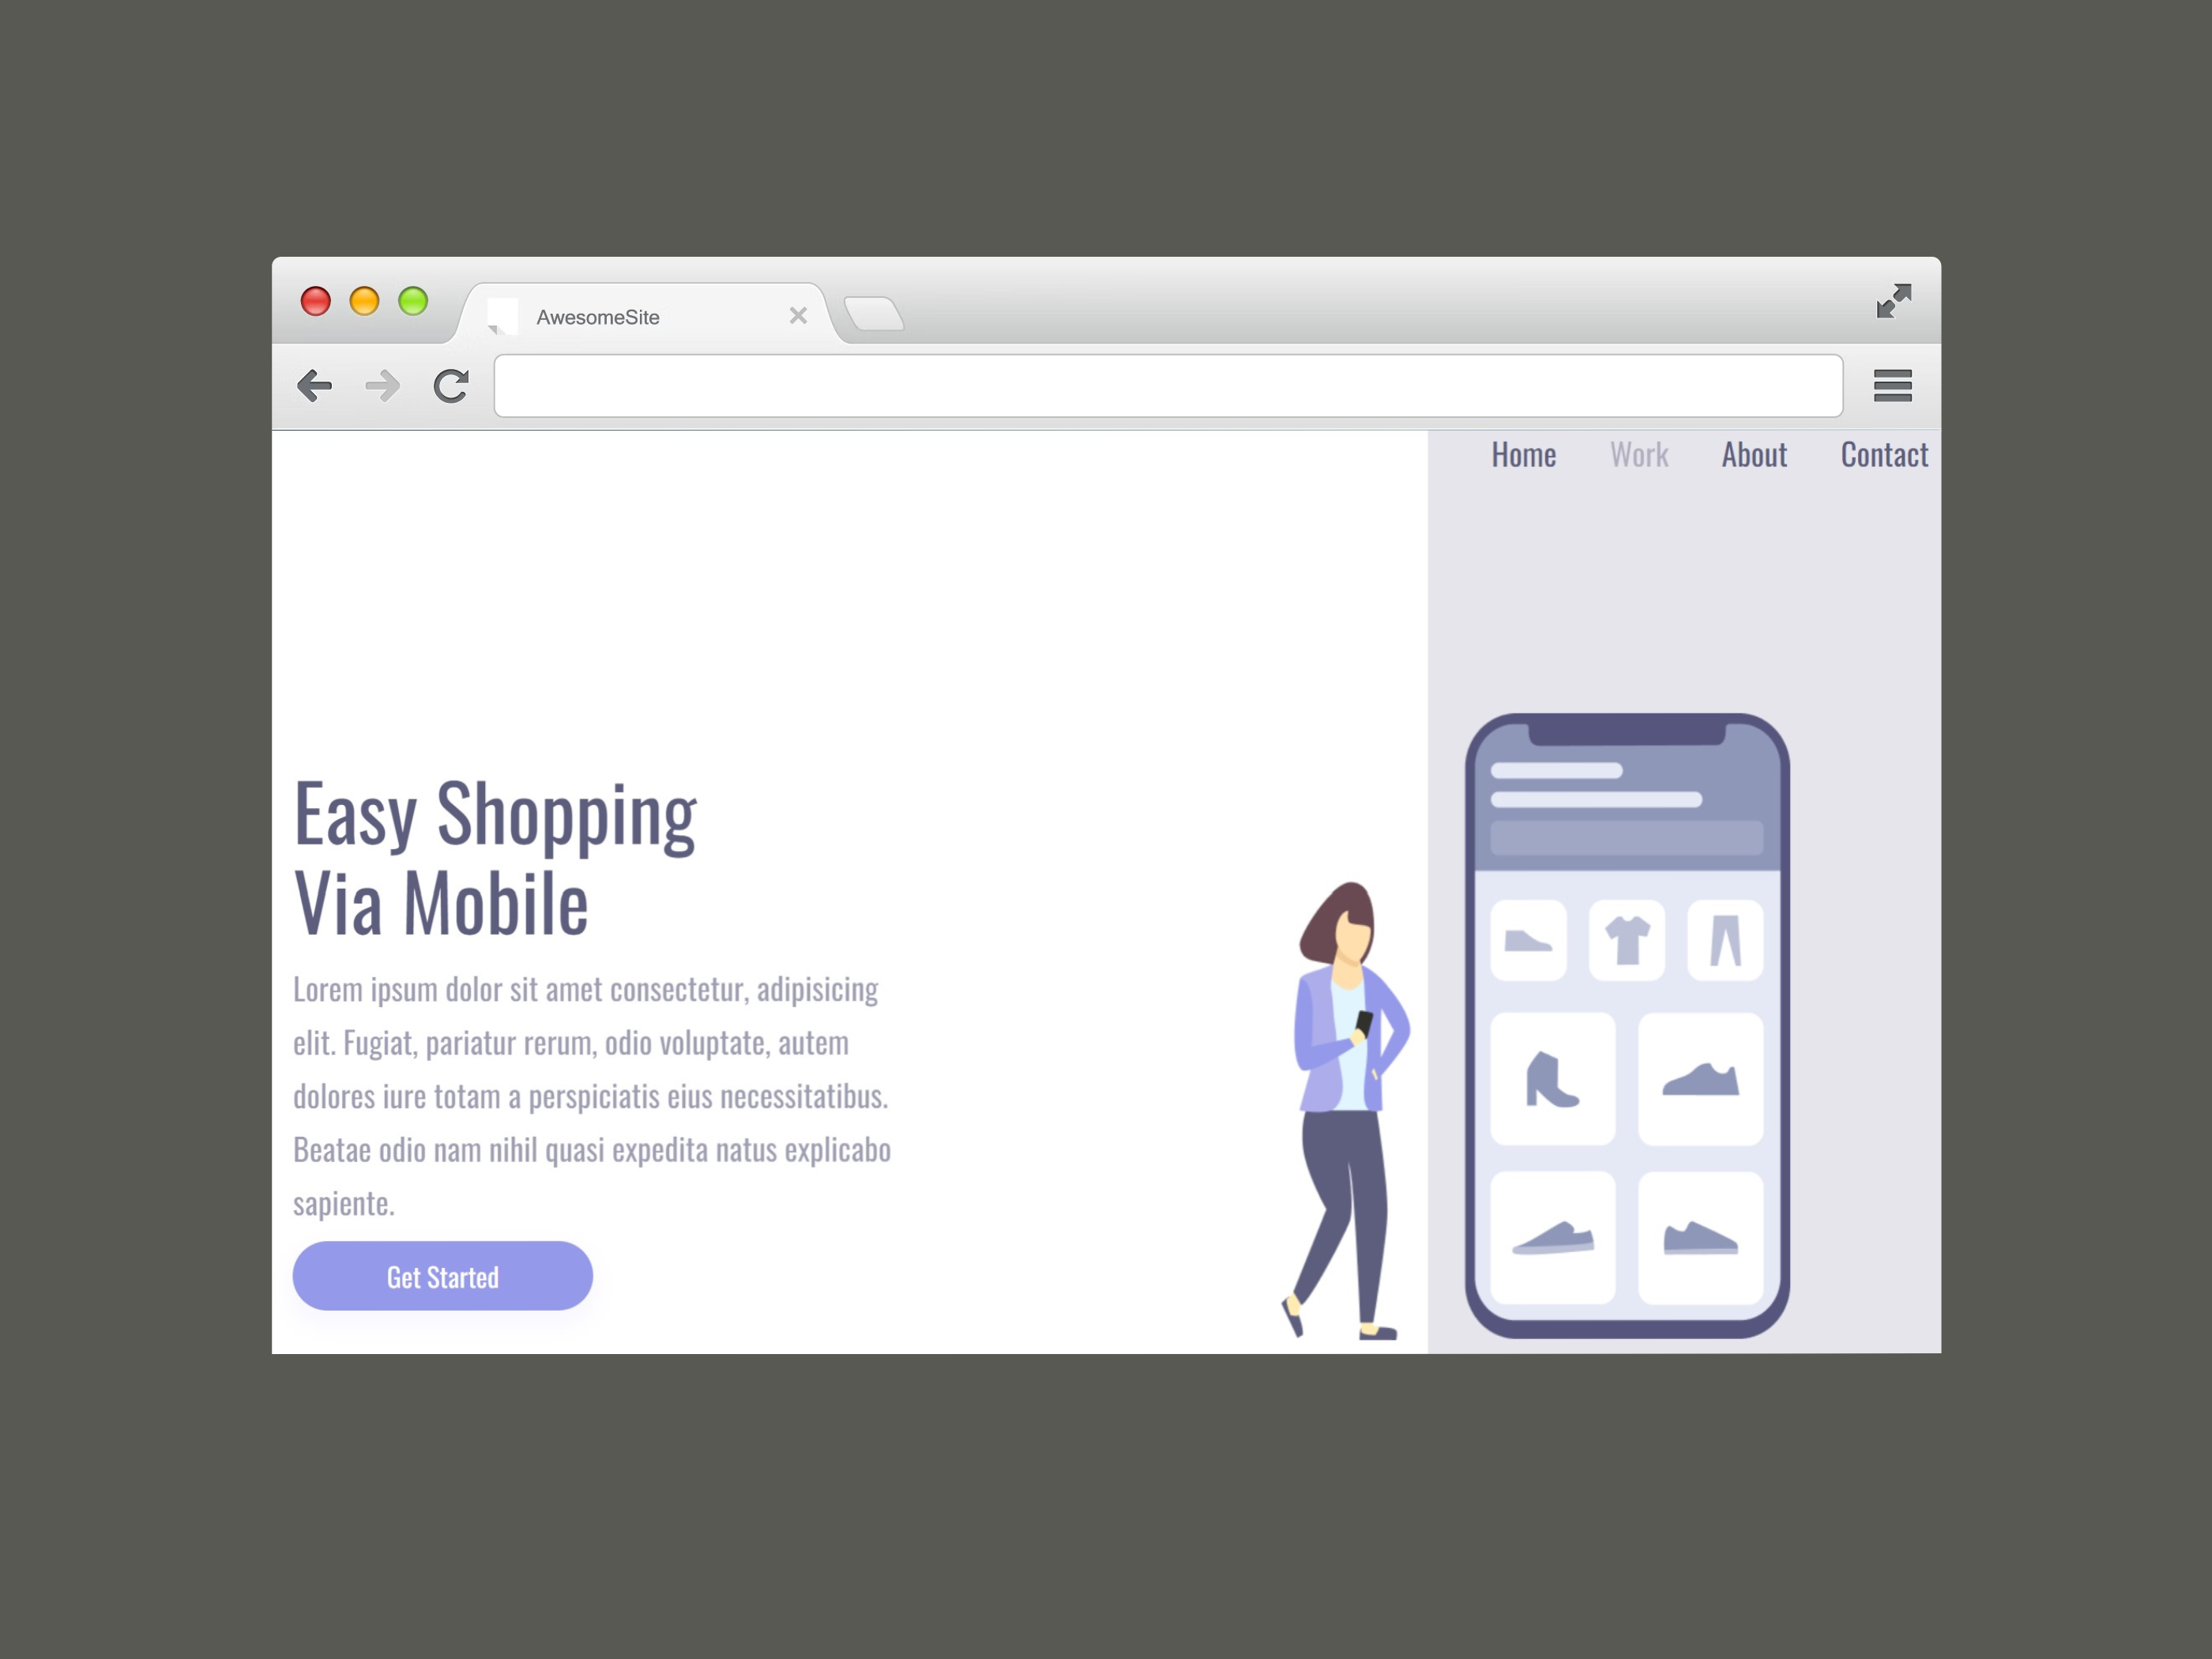 AwesomeSite
Home Work About Contact
Easy Shopping
Via Mobile
Lorem ipsum dolor sit amet consectetur, adipisicing
elit. Fugiat, pariatur rerum, odio voluptate, autem
dolores iure totam a perspiciatis eius necessitatibus.
Beatae odio nam nihil quasi expedita natus explicabo
sapiente.
Get Started